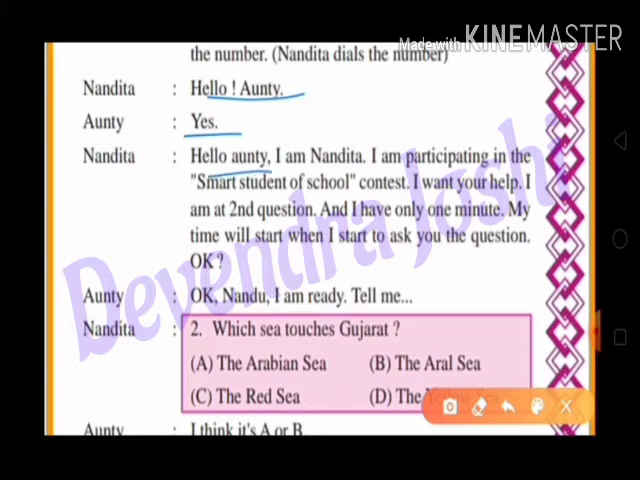 Made with KINEMASTER
the number. (Nandita dials the number)
Nandita : Hello ! Aunty.
Aunty : Yes.
Nandita : Hello aunty, I am Nandita. I am participating in the
"Smart student of school" contest. I want your help. I
am at 2nd question. And I have only one minute. My
time will start when I start to ask you the question.
OK ?
Aunty : OK, Nandu, I am ready. Tell me...
Nandita : 2. Which sea touches Gujarat ?
(A) The Arabian Sea (B) The Aral Sea
(C) The Red Sea (D) The
Aunty : I think it's A or B.
Devendra Joshi